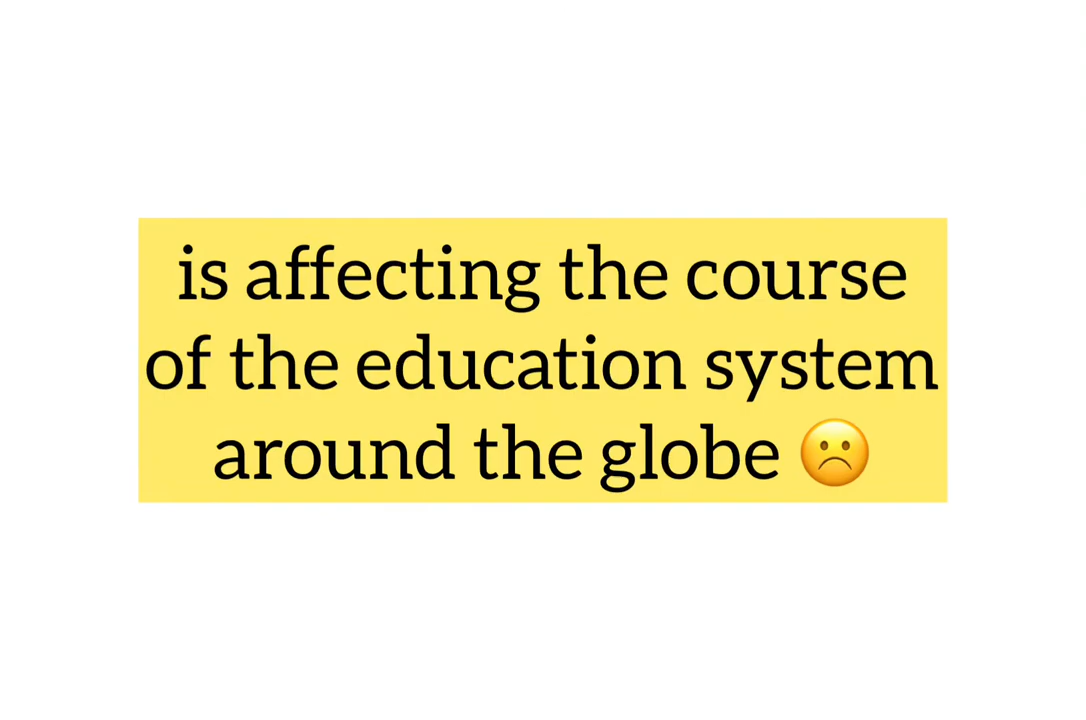 is affecting the course
of the education system
around the globe ☹️